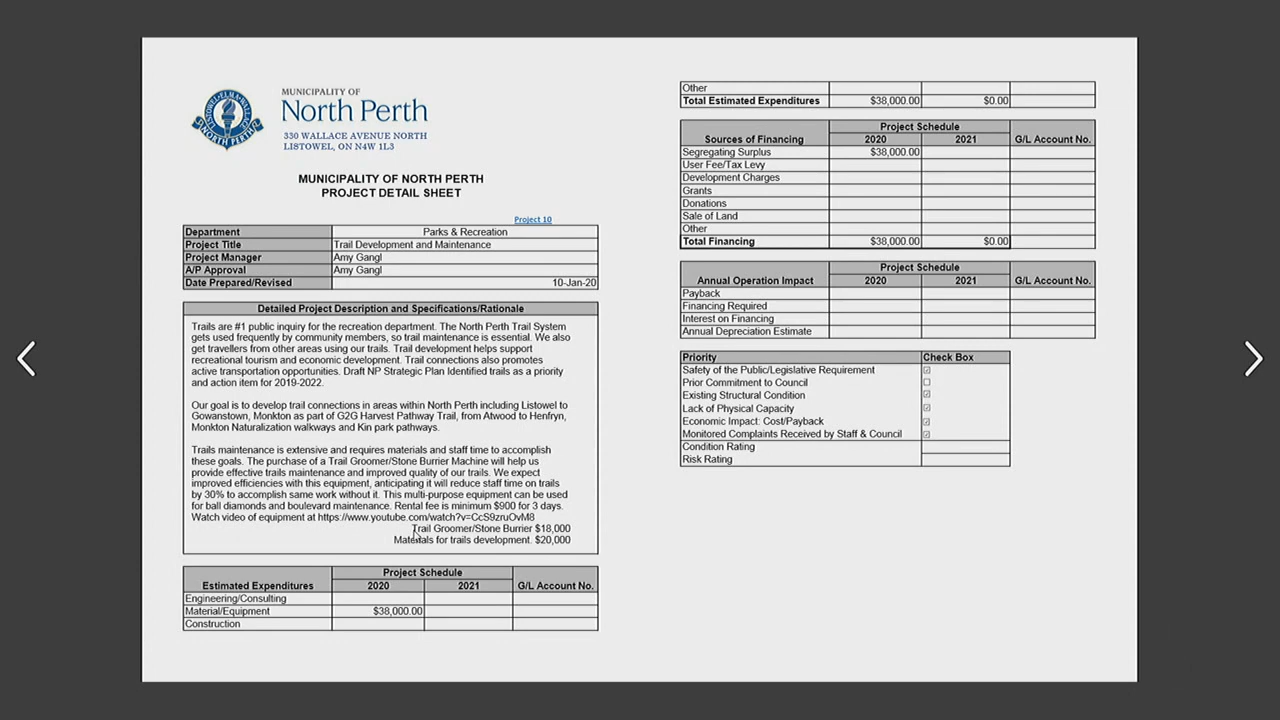 MUNICIPALITY OF
North Perth
330 WALLACE AVENUE NORTH
LISTOWEL, ON N4W 1L3
MUNICIPALITY OF NORTH PERTH
PROJECT DETAIL SHEET
Project 10
Department Parks & Recreation
Project Title Trail Development and Maintenance
Project Manager Amy Gangl
A/P Approval Amy Gangl
Date Prepared/Revised 10-Jan-20
Detailed Project Description and Specifications/Rationale
Trails are #1 public inquiry for the recreation department. The North Perth Trail System
gets used frequently by community members, so trail maintenance is essential. We also
get travellers from other areas using our trails. Trail development helps support
recreational tourism and economic development. Trail connections also promotes
active transportation opportunities. Draft NP Strategic Plan Identified trails as a priority
and action item for 2019-2022.
Our goal is to develop trail connections in areas within North Perth including Listowel to
Gowanstown, Monkton as part of G2G Harvest Pathway Trail, from Atwood to Henfryn,
Monkton Naturalization walkways and Kin park pathways.
Trails maintenance is extensive and requires materials and staff time to accomplish
these goals. The purchase of a Trail Groomer/Stone Burrier Machine will help us
provide effective trails maintenance and improved quality of our trails. We expect
improved efficiencies with this equipment, anticipating it will reduce staff time on trails
by 30% to accomplish same work without it. This multi-purpose equipment can be used
for ball diamonds and boulevard maintenance. Rental fee is minimum $900 for 3 days.
Watch video of equipment at https://www.youtube.com/watch?v=CcS9zruOvM8
Trail Groomer/Stone Burrier $18,000
Materials for trails development. $20,000
Project Schedule
Estimated Expenditures 2020 2021 G/L Account No.
Engineering/Consulting
Material/Equipment $38,000.00
Construction
Other
Total Estimated Expenditures $38,000.00 $0.00
Project Schedule
Sources of Financing 2020 2021 G/L Account No.
Segregating Surplus $38,000.00
User Fee/Tax Levy
Development Charges
Grants
Donations
Sale of Land
Other
Total Financing $38,000.00 $0.00
Project Schedule
Annual Operation Impact 2020 2021 G/L Account No.
Payback
Financing Required
Interest on Financing
Annual Depreciation Estimate
Priority Check Box
Safety of the Public/Legislative Requirement
Prior Commitment to Council
Existing Structural Condition
Lack of Physical Capacity
Economic Impact: Cost/Payback
Monitored Complaints Received by Staff & Council
Condition Rating
Risk Rating